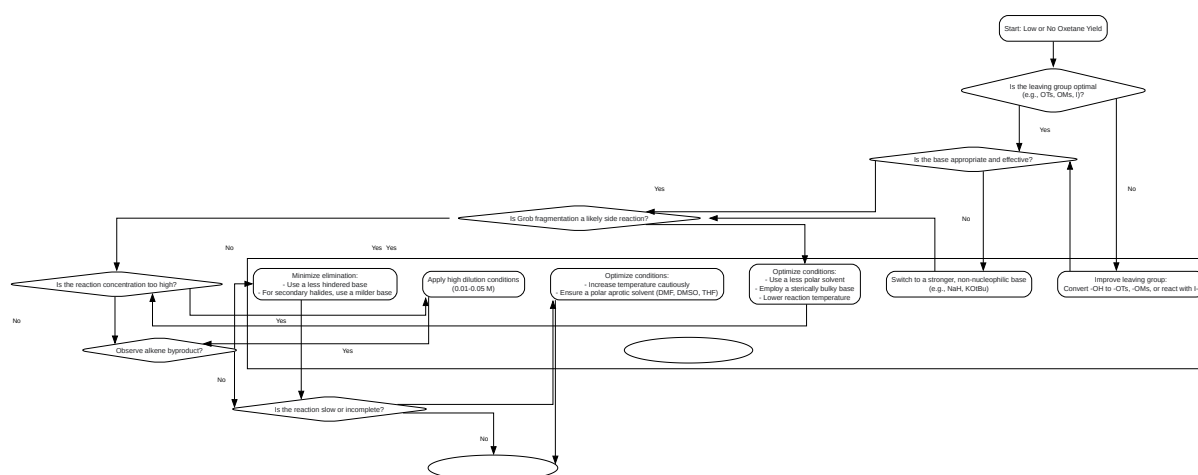 Start: Low or No Oxetane Yield
Is the leaving group optimal
(e.g., OTs, OMs, I)?
Yes
Is the base appropriate and effective?
Yes
No
Is Grob fragmentation a likely side reaction?
No
No
Yes Yes
Is the reaction concentration too high?
Minimize elimination:
- Use a less hindered base
- For secondary halides, use a milder base
Apply high dilution conditions
(0.01-0.05 M)
Optimize conditions:
- Increase temperature cautiously
- Ensure a polar aprotic solvent (DMF, DMSO, THF)
Optimize conditions:
- Use a less polar solvent
- Employ a sterically bulky base
- Lower reaction temperature
Switch to a stronger, non-nucleophilic base
(e.g., NaH, KOtBu)
Improve leaving group:
Convert -OH to -OTs, -OMs, or react with I-
No
Yes
Observe alkene byproduct?
Yes
No
Is the reaction slow or incomplete?
No